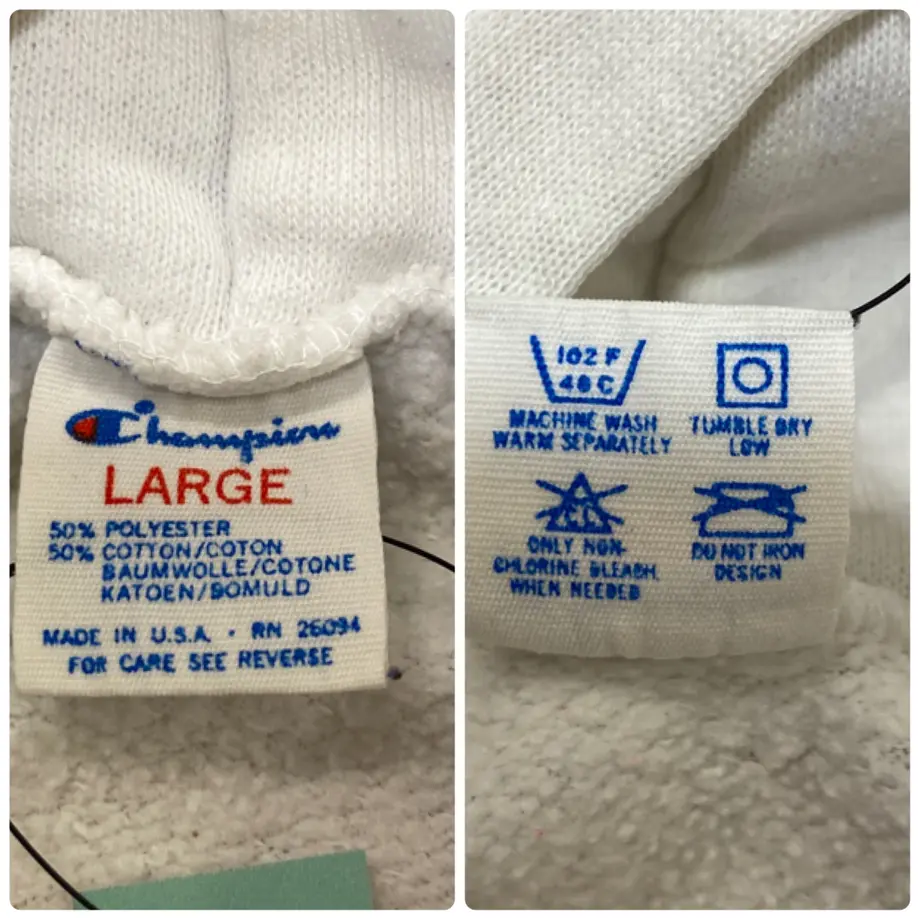 Champion
LARGE
50% POLYESTER
50% COTTON/COTON
BAUMWOLLE/COTONE
KATOEN/BOMULD
MADE IN U.S.A. • RN 26094
FOR CARE SEE REVERSE
102 F
40 C
MACHINE WASH
WARM SEPARATELY
TUMBLE DRY
LOW
CL
ONLY NON-
CHLORINE BLEACH,
WHEN NEEDED
DO NOT IRON
DESIGN